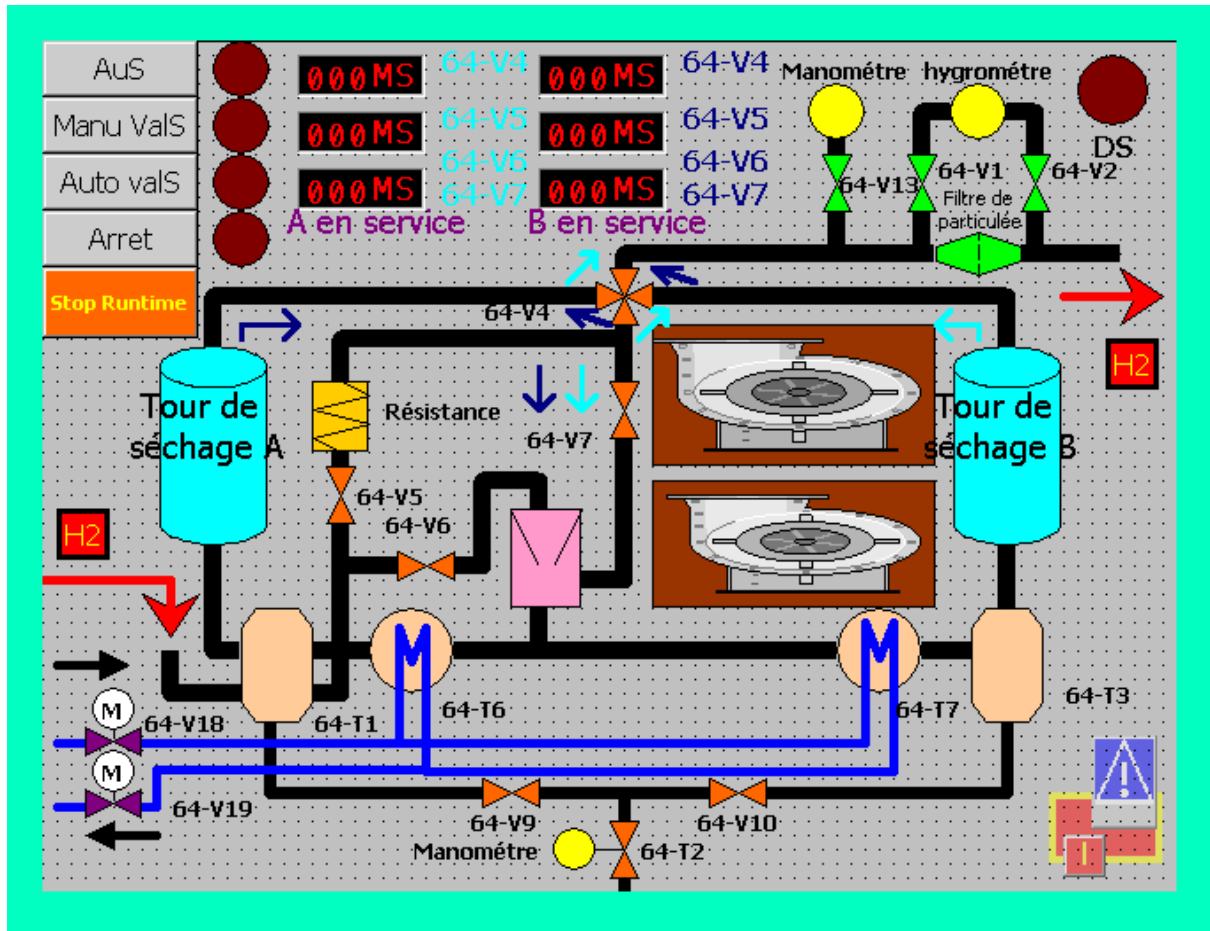 AuS
Manu ValS
Auto valS
Arret
Stop Runtime
000MS 64-V4 000MS 64-V4
000MS 64-V5 000MS 64-V5
64-V6 64-V6
000MS 64-V7 000MS 64-V7
A en service B en service
Manométre hygrométre
DS
64-V13 64-V1 64-V2
Filtre de
particulée
64-V4
H2
Tour de
séchage A
Résistance
64-V7
Tour de
séchage B
64-V5
64-V6
H2
M
64-V18 64-T1 64-T6 64-T7 64-T3
M
64-V19 64-V9 64-V10
Manométre 64-T2
!
I